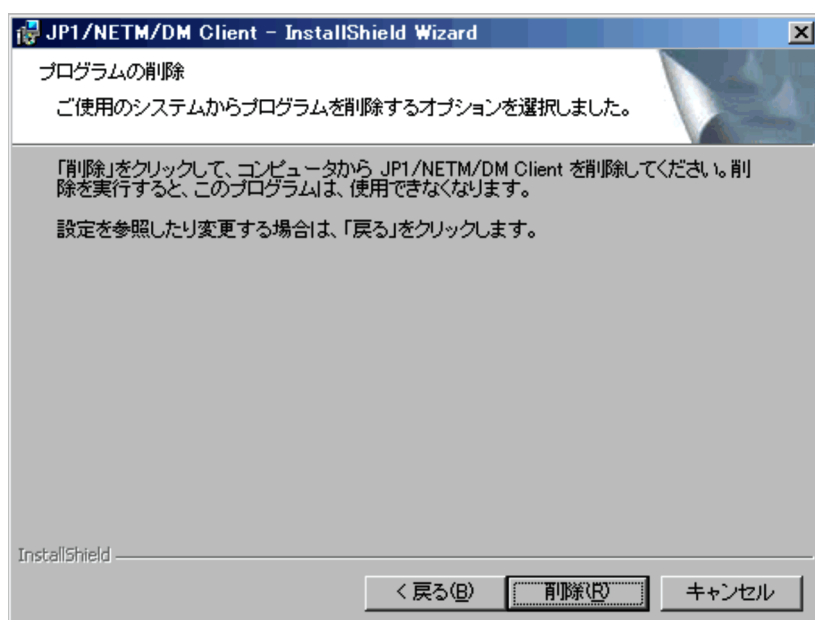 JP1/NETM/DM Client - InstallShield Wizard
プログラムの削除
ご使用のシステムからプログラムを削除するオプションを選択しました。
「削除」をクリックして、コンピュータから JP1/NETM/DM Client を削除してください。削
除を実行すると、このプログラムは、使用できなくなります。
設定を参照したり変更する場合は、「戻る」をクリックします。
InstallShield
< 戻る(B) 削除(R) キャンセル